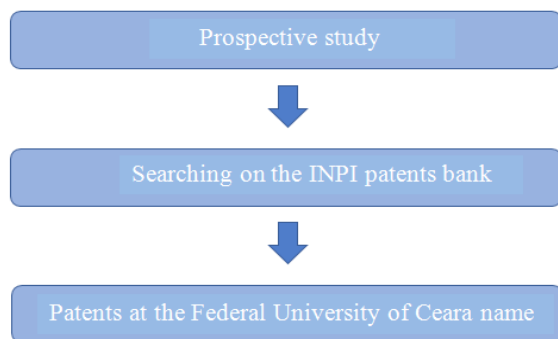 Prospective study
Searching on the INPI patents bank
Patents at the Federal University of Ceara name